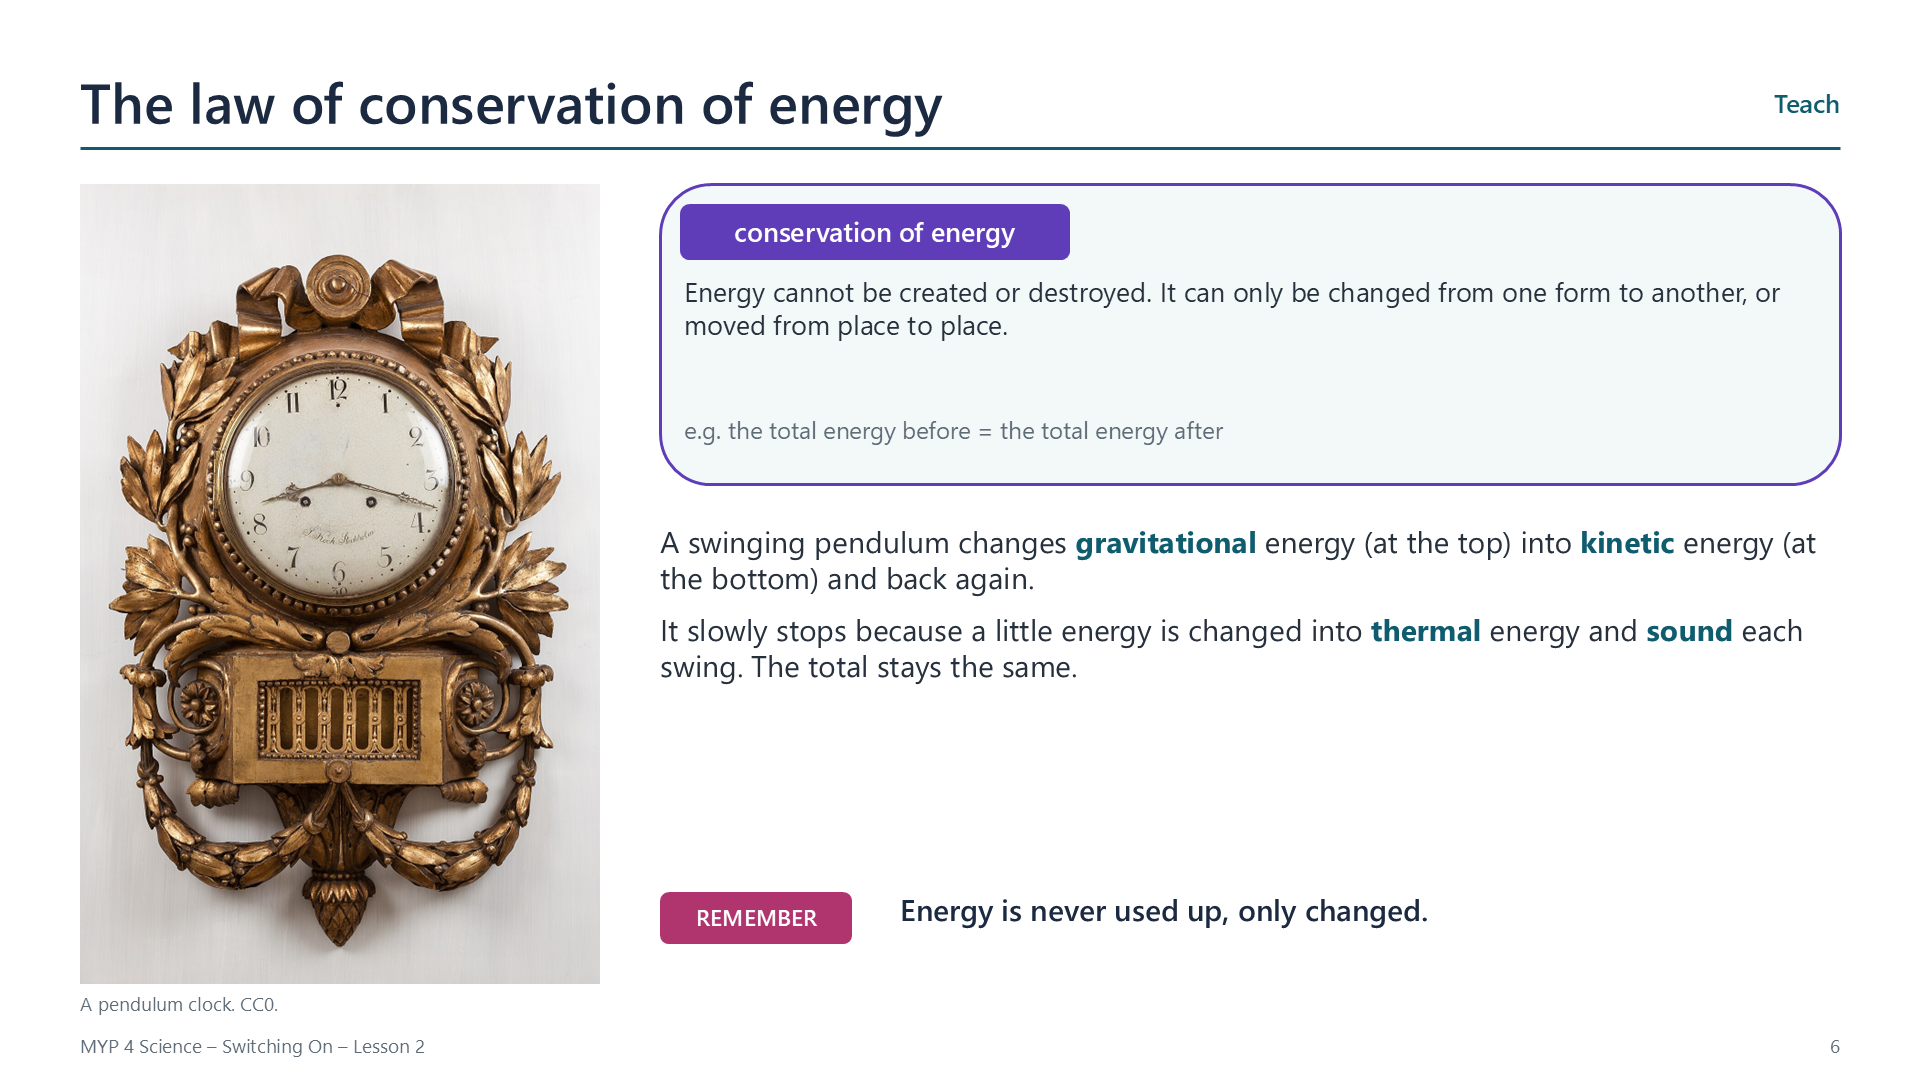 The law of conservation of energy
Teach
12
11
1
10
2
9
3
8
4
7
5
6
conservation of energy
Energy cannot be created or destroyed. It can only be changed from one form to another, or
moved from place to place.
e.g. the total energy before = the total energy after
A swinging pendulum changes gravitational energy (at the top) into kinetic energy (at
the bottom) and back again.
It slowly stops because a little energy is changed into thermal energy and sound each
swing. The total stays the same.
REMEMBER
Energy is never used up, only changed.
A pendulum clock. CC0.
MYP 4 Science – Switching On – Lesson 2
6